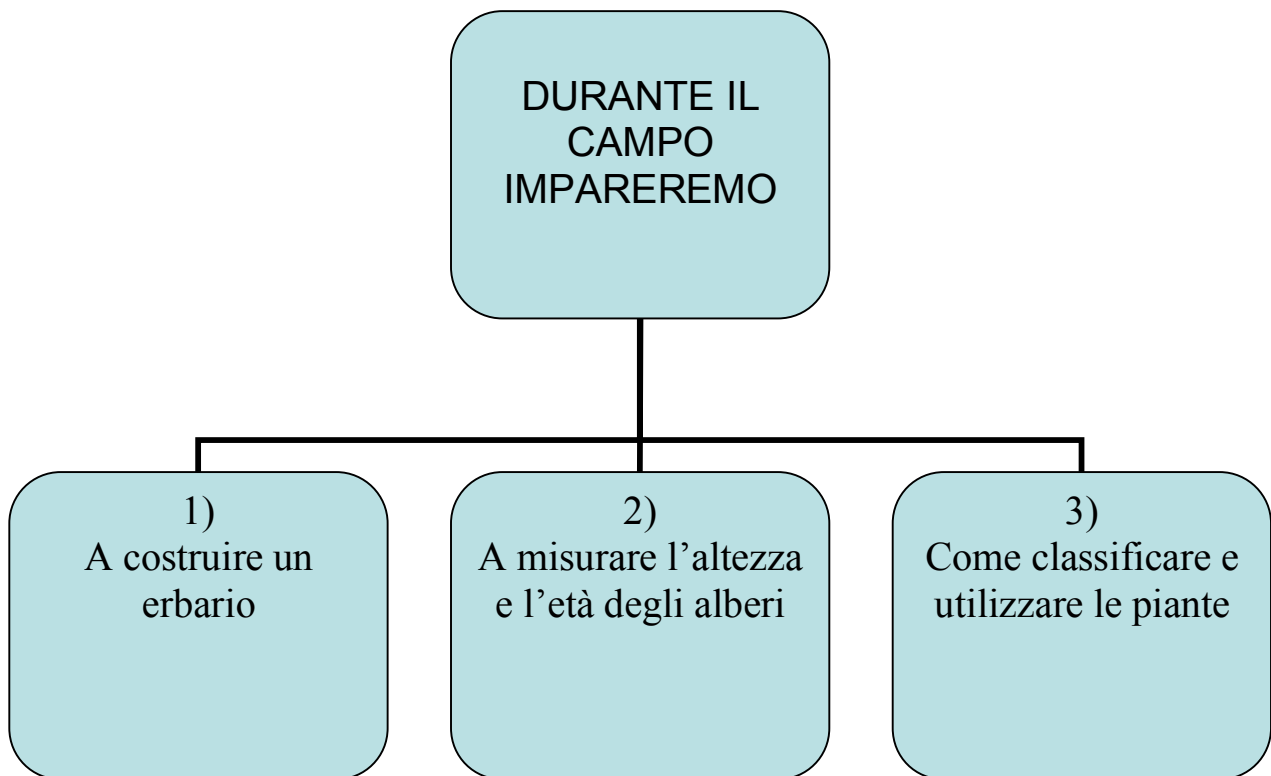 DURANTE IL
CAMPO
IMPAREREMO
1)
A costruire un
erbario
2)
A misurare l’altezza
e l’età degli alberi
3)
Come classificare e
utilizzare le piante